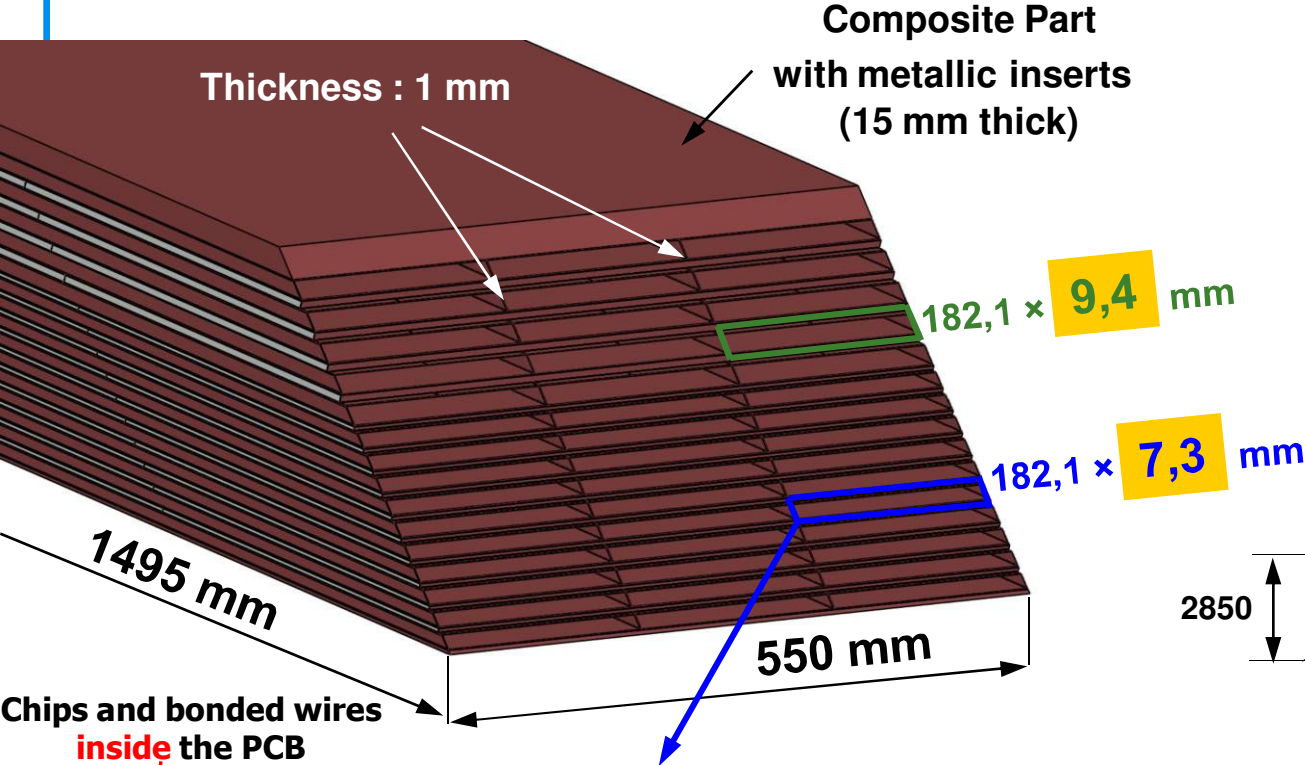 Composite Part
with metallic inserts
(15 mm thick)
Thickness : 1 mm
182,1 × 9,4 mm
182,1 × 7,3 mm
1495 mm
2850
550 mm
Chips and bonded wires
inside the PCB